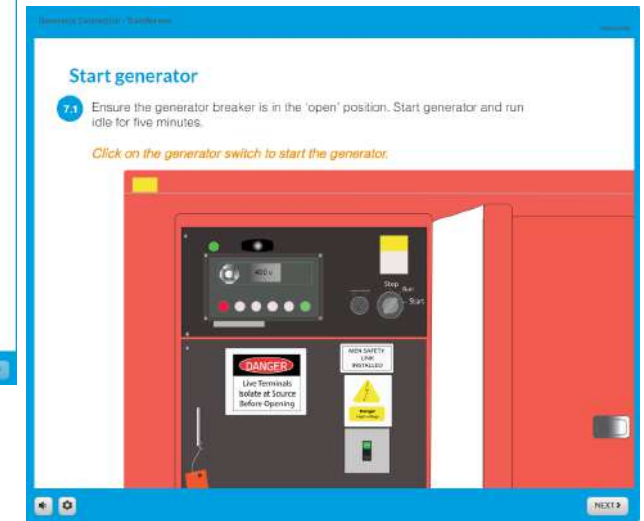 Start generator
7.1 Ensure the generator breaker is in the 'open' position. Start generator and run
idle for five minutes.
Click on the generator switch to start the generator.
400 v
Stop
Run
Start
MEN SAFETY
LINK
INSTALLED
DANGER
Live Terminals
Isolate at Source
Before Opening
Danger
NEXT